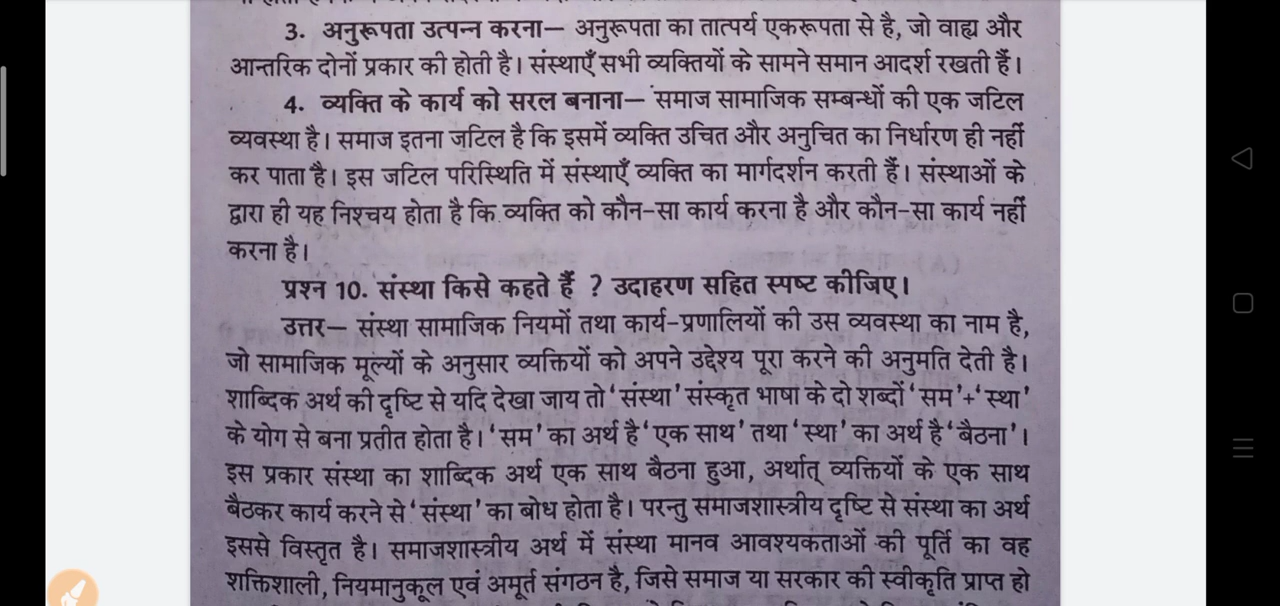 3. अनुरूपता उत्पन्न करना— अनुरूपता का तात्पर्य एकरूपता से है, जो वाह्य और
आन्तरिक दोनों प्रकार की होती है। संस्थाएँ सभी व्यक्तियों के सामने समान आदर्श रखती हैं।
4. व्यक्ति के कार्य को सरल बनाना— समाज सामाजिक सम्बन्धों की एक जटिल
व्यवस्था है। समाज इतना जटिल है कि इसमें व्यक्ति उचित और अनुचित का निर्धारण ही नहीं
कर पाता है। इस जटिल परिस्थिति में संस्थाएँ व्यक्ति का मार्गदर्शन करती हैं। संस्थाओं के
द्वारा ही यह निश्चय होता है कि व्यक्ति को कौन-सा कार्य करना है और कौन-सा कार्य नहीं
करना है।
प्रश्न 10. संस्था किसे कहते हैं ? उदाहरण सहित स्पष्ट कीजिए।
उत्तर— संस्था सामाजिक नियमों तथा कार्य-प्रणालियों की उस व्यवस्था का नाम है,
जो सामाजिक मूल्यों के अनुसार व्यक्तियों को अपने उद्देश्य पूरा करने की अनुमति देती है।
शाब्दिक अर्थ की दृष्टि से यदि देखा जाय तो 'संस्था' संस्कृत भाषा के दो शब्दों 'सम'+'स्था'
के योग से बना प्रतीत होता है। 'सम' का अर्थ है 'एक साथ' तथा 'स्था' का अर्थ है 'बैठना'।
इस प्रकार संस्था का शाब्दिक अर्थ एक साथ बैठना हुआ, अर्थात् व्यक्तियों के एक साथ
बैठकर कार्य करने से 'संस्था' का बोध होता है। परन्तु समाजशास्त्रीय दृष्टि से संस्था का अर्थ
इससे विस्तृत है। समाजशास्त्रीय अर्थ में संस्था मानव आवश्यकताओं की पूर्ति का वह
शक्तिशाली, नियमानुकूल एवं अमूर्त संगठन है, जिसे समाज या सरकार की स्वीकृति प्राप्त हो